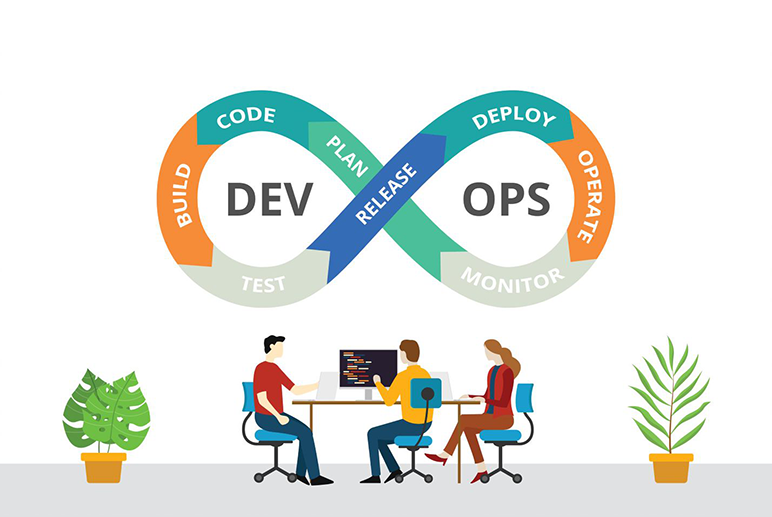 CODE
PLAN
BUILD
DEV
TEST
RELEASE
DEPLOY
OPS
OPERATE
MONITOR